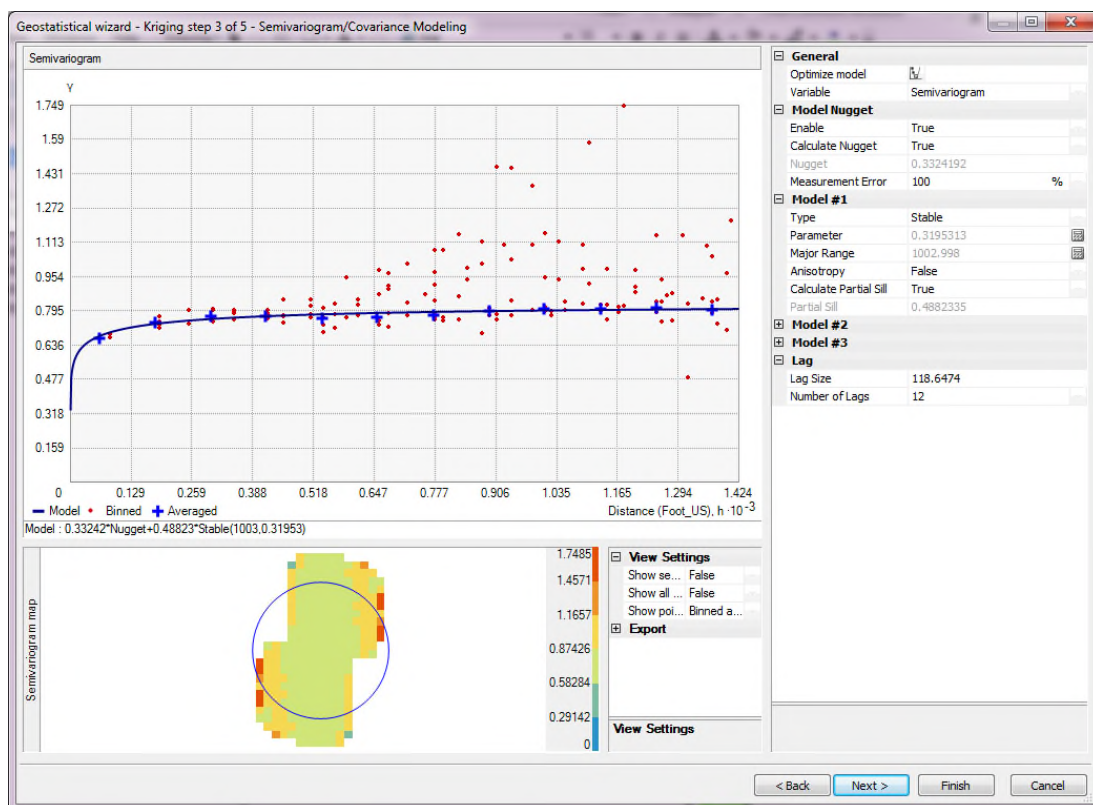 Geostatistical wizard - Kriging step 3 of 5 - Semivariogram/Covariance Modeling
Semivariogram
γ
1.749
1.59
1.431
1.272
1.113
0.954
0.795
0.636
0.477
0.318
0.159
0 0.129 0.259 0.388 0.518 0.647 0.777 0.906 1.035 1.165 1.294 1.424
Model Binned Averaged Distance (Foot_US), h ·10⁻³
Model : 0.33242*Nugget+0.48823*Stable(1003,0.31953)
General
Optimize model
Variable Semivariogram
Model Nugget
Enable True
Calculate Nugget True
Nugget 0.3324192
Measurement Error 100 %
Model #1
Type Stable
Parameter 0.3195313
Major Range 1002.998
Anisotropy False
Calculate Partial Sill True
Partial Sill 0.4882335
Model #2
Model #3
Lag
Lag Size 118.6474
Number of Lags 12
Semivariogram map
1.7485
1.4571
1.1657
0.87426
0.58284
0.29142
0
View Settings
Show se... False
Show all ... False
Show poi... Binned a...
Export
View Settings
< Back Next > Finish Cancel